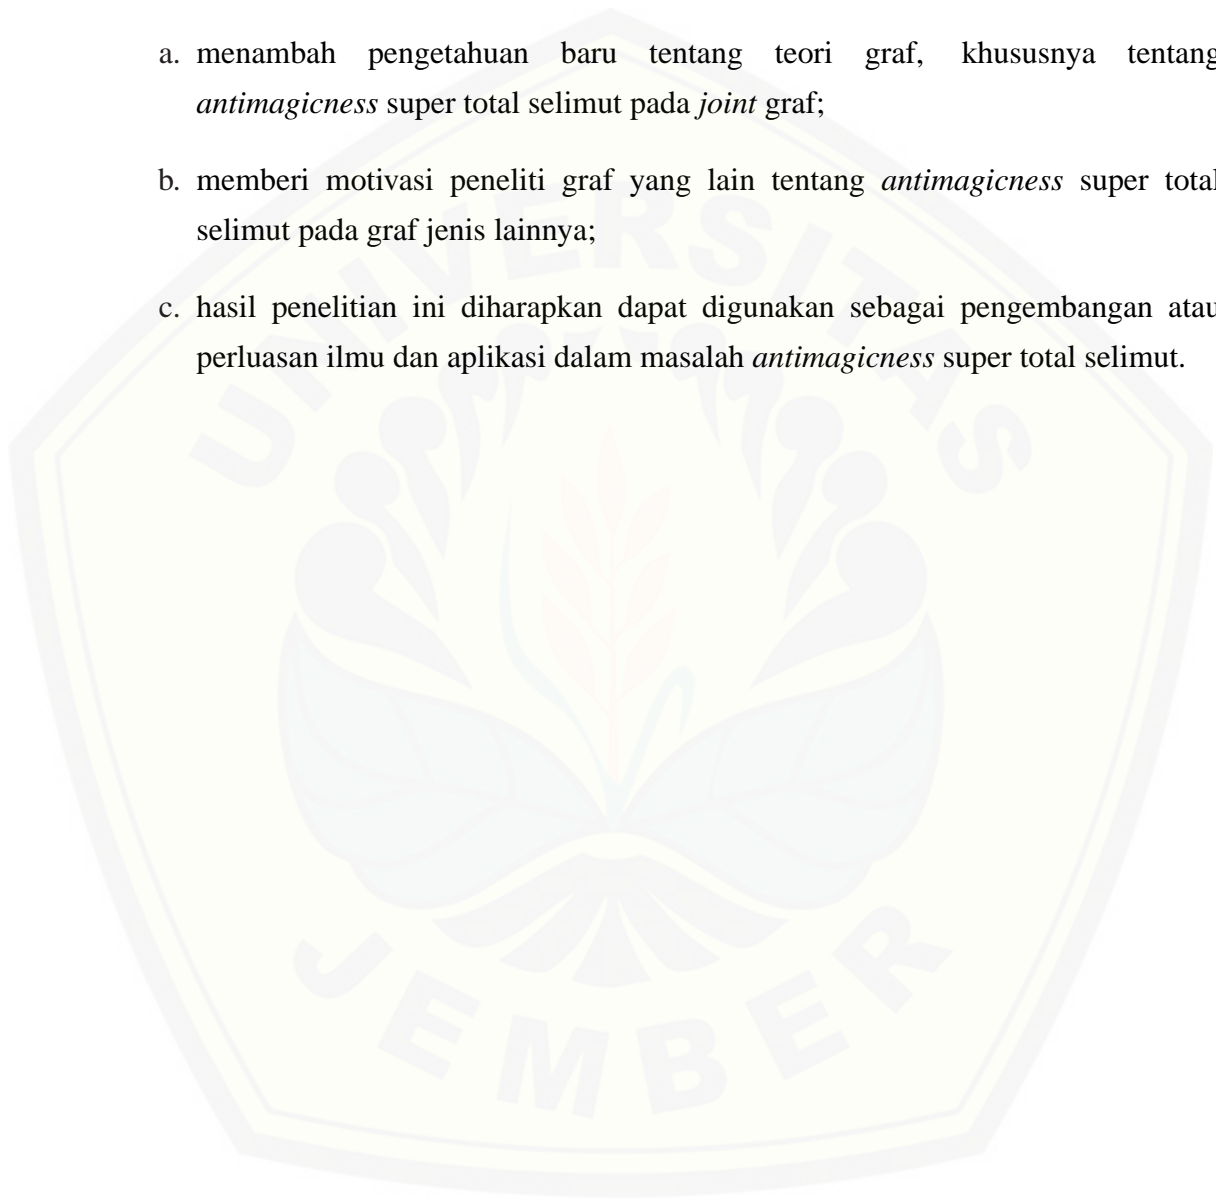 a. menambah pengetahuan baru tentang teori graf, khususnya tentang
antimagicness super total selimut pada joint graf;
b. memberi motivasi peneliti graf yang lain tentang antimagicness super total
selimut pada graf jenis lainnya;
c. hasil penelitian ini diharapkan dapat digunakan sebagai pengembangan atau
perluasan ilmu dan aplikasi dalam masalah antimagicness super total selimut.
UNIVERSITAS
JEMBER